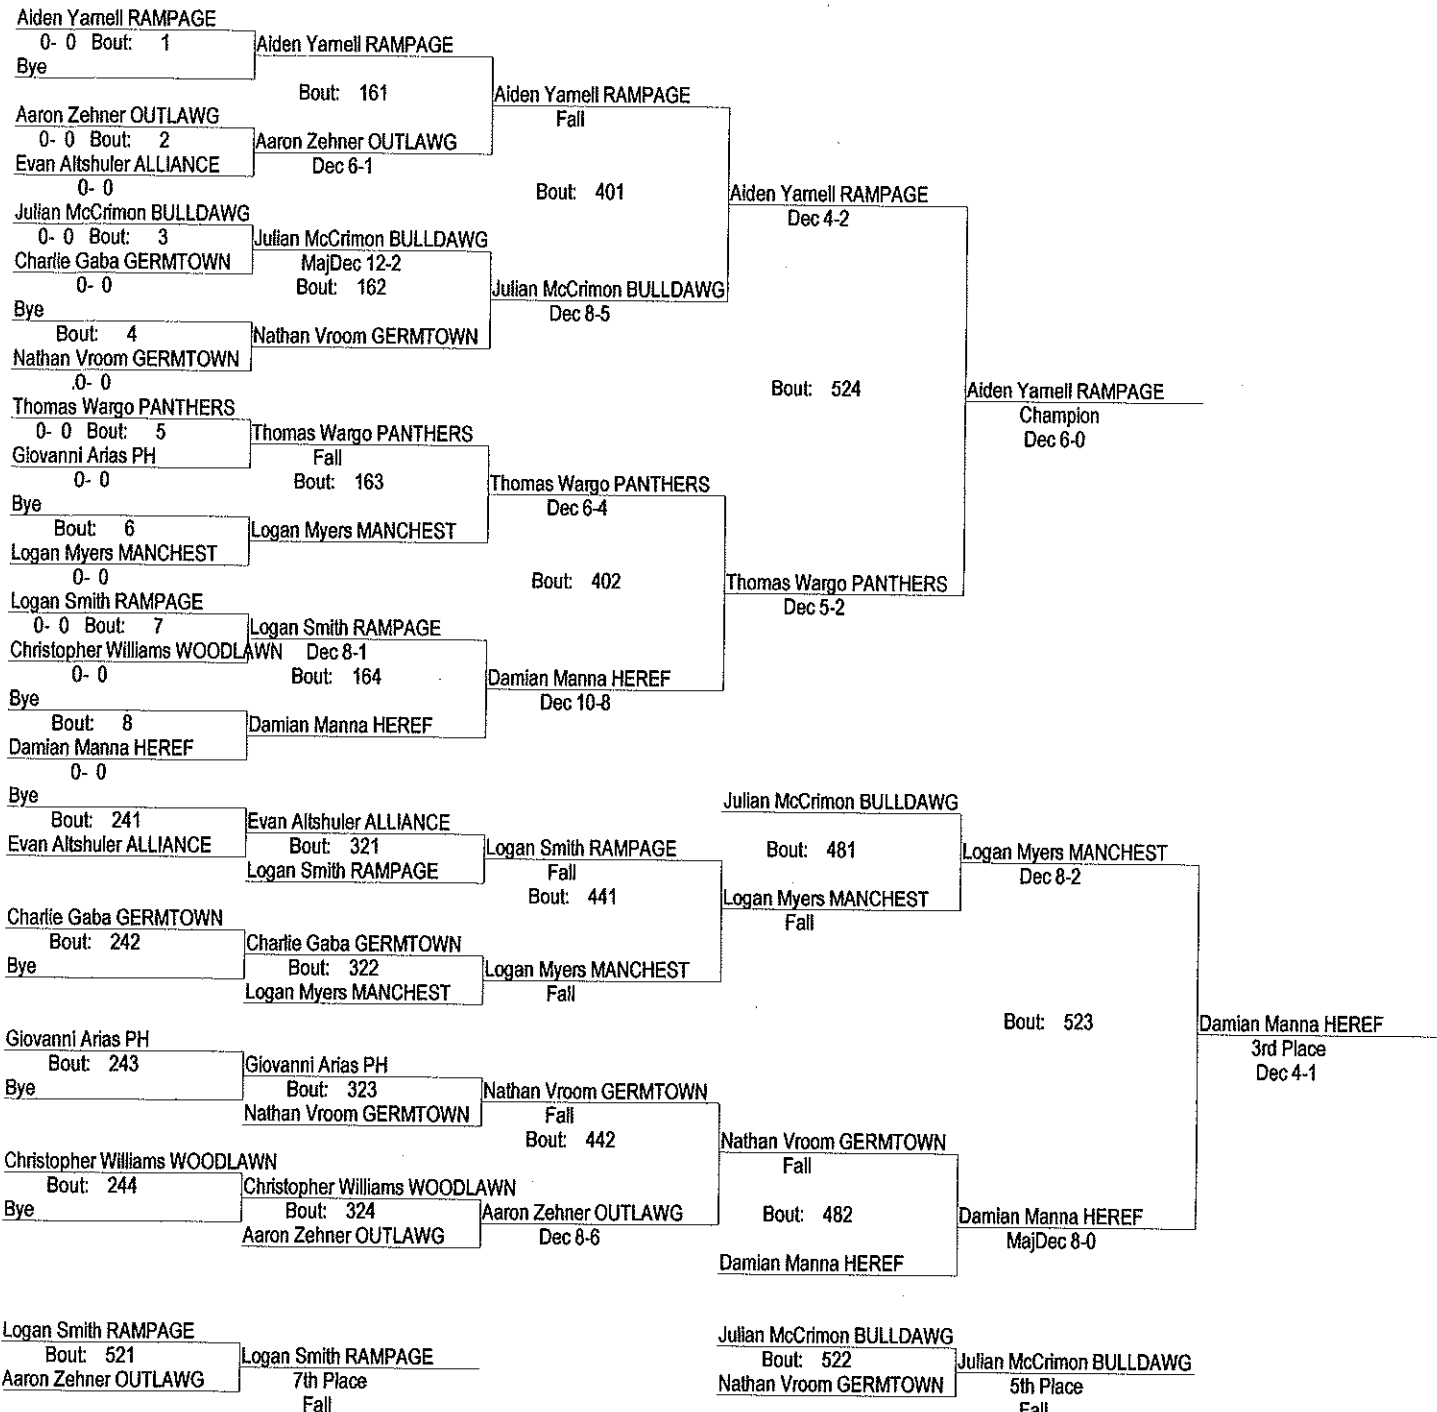 Aiden Yarnell RAMPAGE
0- 0 Bout: 1
Bye
Aiden Yarnell RAMPAGE
Bout: 161
Aaron Zehner OUTLAWG
0- 0 Bout: 2
Evan Altshuler ALLIANCE
0- 0
Aaron Zehner OUTLAWG
Dec 6-1
Aiden Yarnell RAMPAGE
Fall
Bout: 401
Julian McCrimon BULLDAWG
0- 0 Bout: 3
Charlie Gaba GERMTOWN
0- 0
Julian McCrimon BULLDAWG
MajDec 12-2
Bout: 162
Bye
Bout: 4
Nathan Vroom GERMTOWN
0- 0
Nathan Vroom GERMTOWN
Julian McCrimon BULLDAWG
Dec 8-5
Aiden Yarnell RAMPAGE
Dec 4-2
Bout: 524
Aiden Yarnell RAMPAGE
Champion
Dec 6-0
Thomas Wargo PANTHERS
0- 0 Bout: 5
Giovanni Arias PH
0- 0
Thomas Wargo PANTHERS
Fall
Bout: 163
Bye
Bout: 6
Logan Myers MANCHEST
0- 0
Logan Myers MANCHEST
Thomas Wargo PANTHERS
Dec 6-4
Bout: 402
Thomas Wargo PANTHERS
Dec 5-2
Logan Smith RAMPAGE
0- 0 Bout: 7
Christopher Williams WOODLAWN
0- 0
Logan Smith RAMPAGE
Dec 8-1
Bout: 164
Bye
Bout: 8
Damian Manna HEREF
0- 0
Damian Manna HEREF
Damian Manna HEREF
Dec 10-8
Bye
Bout: 241
Evan Altshuler ALLIANCE
Evan Altshuler ALLIANCE
Bout: 321
Logan Smith RAMPAGE
Logan Smith RAMPAGE
Fall
Bout: 441
Charlie Gaba GERMTOWN
Bout: 242
Bye
Charlie Gaba GERMTOWN
Bout: 322
Logan Myers MANCHEST
Logan Myers MANCHEST
Fall
Julian McCrimon BULLDAWG
Bout: 481
Logan Myers MANCHEST
Fall
Logan Myers MANCHEST
Dec 8-2
Bout: 523
Damian Manna HEREF
3rd Place
Dec 4-1
Giovanni Arias PH
Bout: 243
Bye
Giovanni Arias PH
Bout: 323
Nathan Vroom GERMTOWN
Nathan Vroom GERMTOWN
Fall
Bout: 442
Christopher Williams WOODLAWN
Bout: 244
Bye
Christopher Williams WOODLAWN
Bout: 324
Aaron Zehner OUTLAWG
Aaron Zehner OUTLAWG
Dec 8-6
Nathan Vroom GERMTOWN
Fall
Bout: 482
Damian Manna HEREF
Damian Manna HEREF
MajDec 8-0
Logan Smith RAMPAGE
Bout: 521
Aaron Zehner OUTLAWG
Logan Smith RAMPAGE
7th Place
Fall
Julian McCrimon BULLDAWG
Bout: 522
Nathan Vroom GERMTOWN
Julian McCrimon BULLDAWG
5th Place
Fall